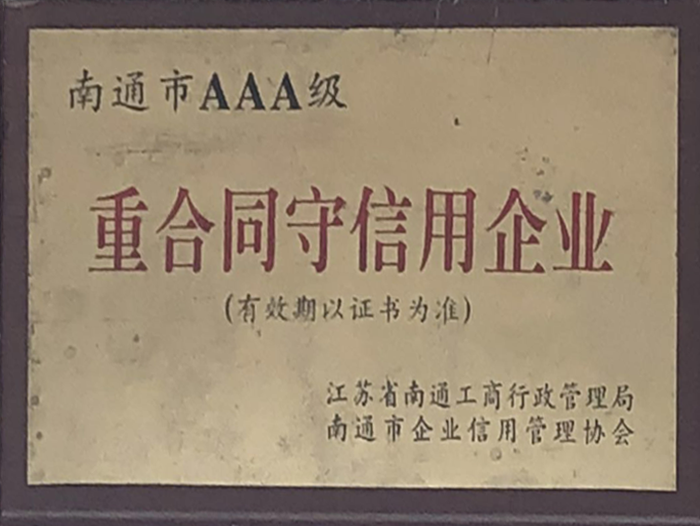 南通市AAA级
重合同守信用企业
(有效期以证书为准)
江苏省南通工商行政管理局
南通市企业信用管理协会